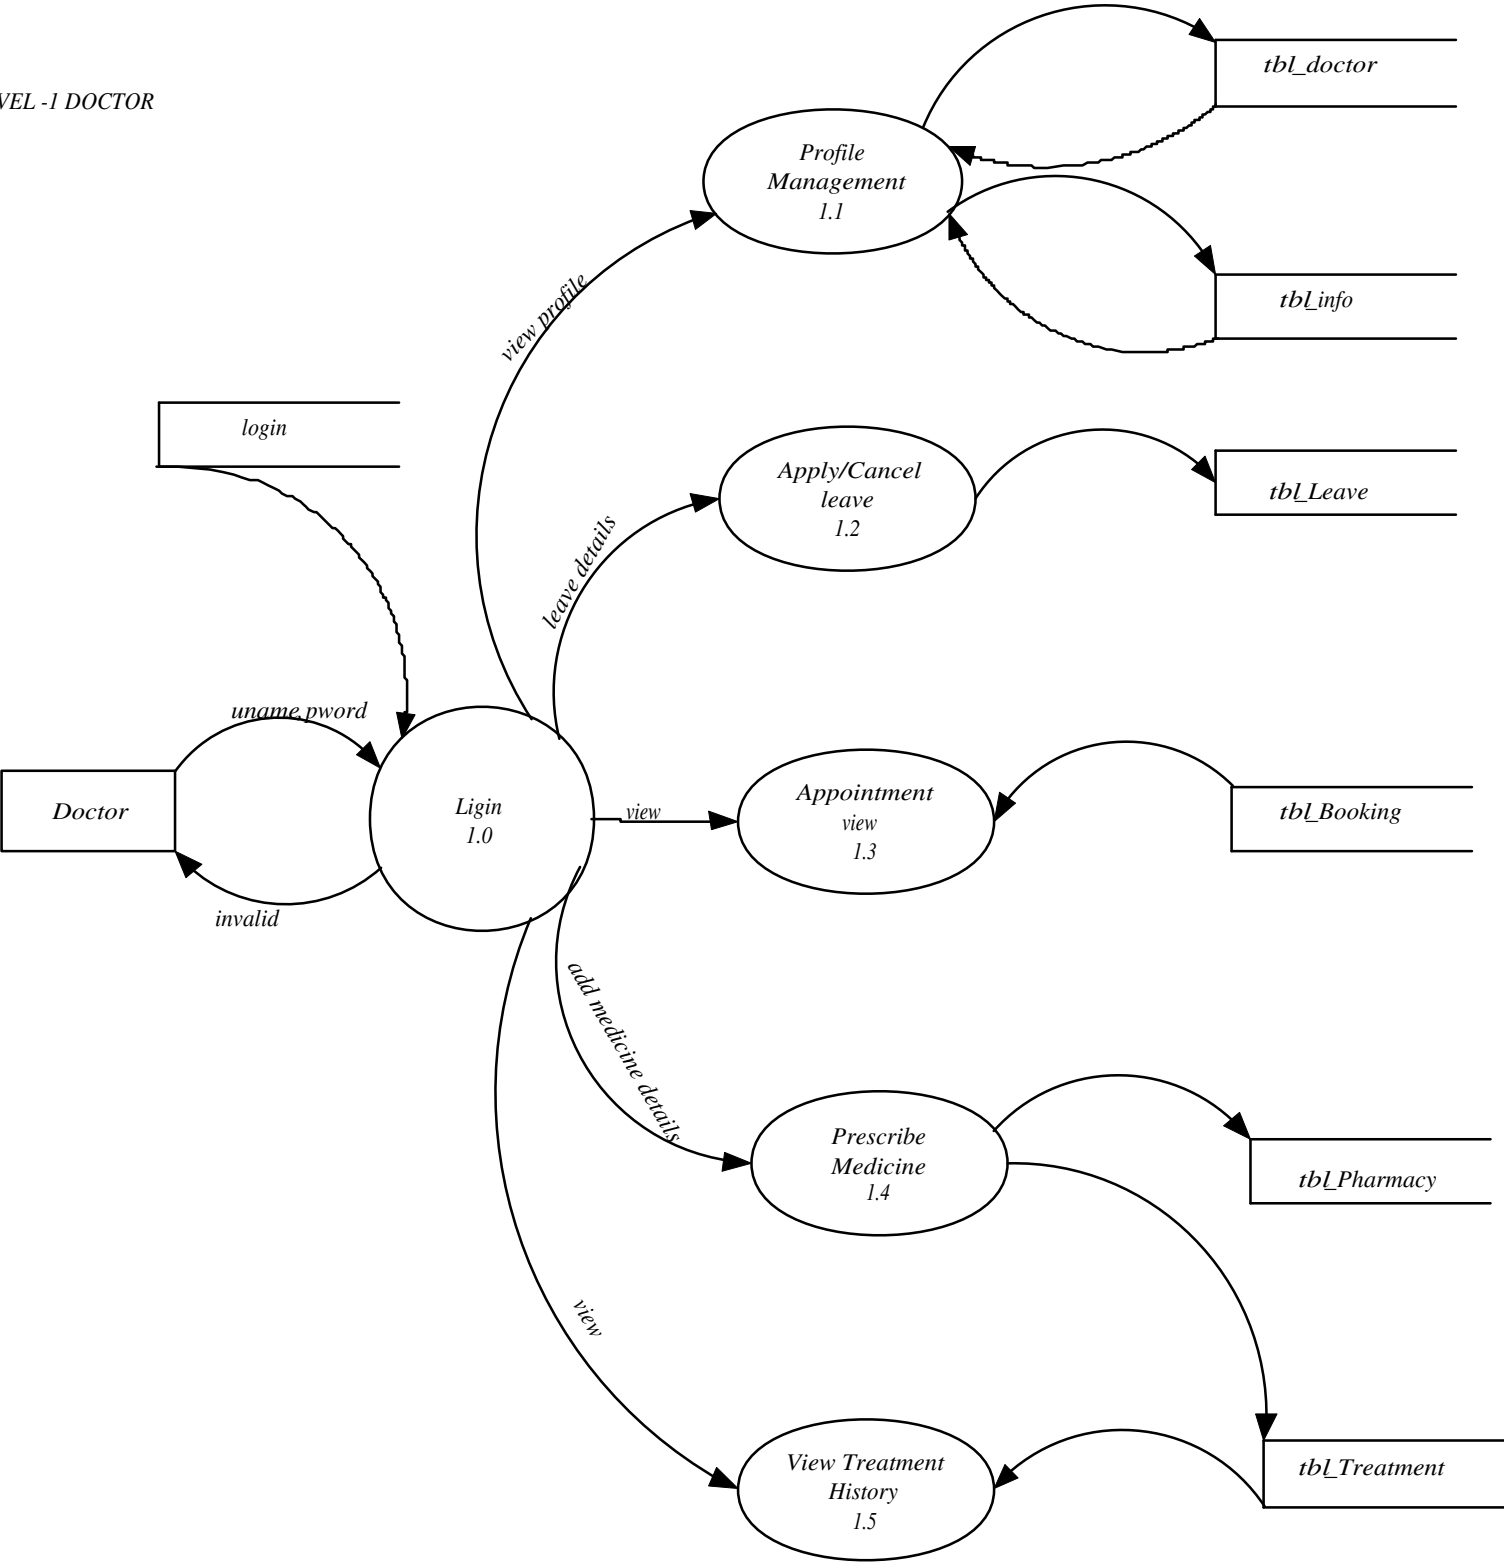 tbl_doctor
VEL -1 DOCTOR
Profile
Management
1.1
view profile
tbl_info
login
Apply/Cancel
leave
1.2
tbl_Leave
leave details
uname,pword
Doctor
Ligin
1.0
view
Appointment
view
1.3
tbl_Booking
invalid
add medicine details
Prescribe
Medicine
1.4
tbl_Pharmacy
view
View Treatment
History
1.5
tbl_Treatment